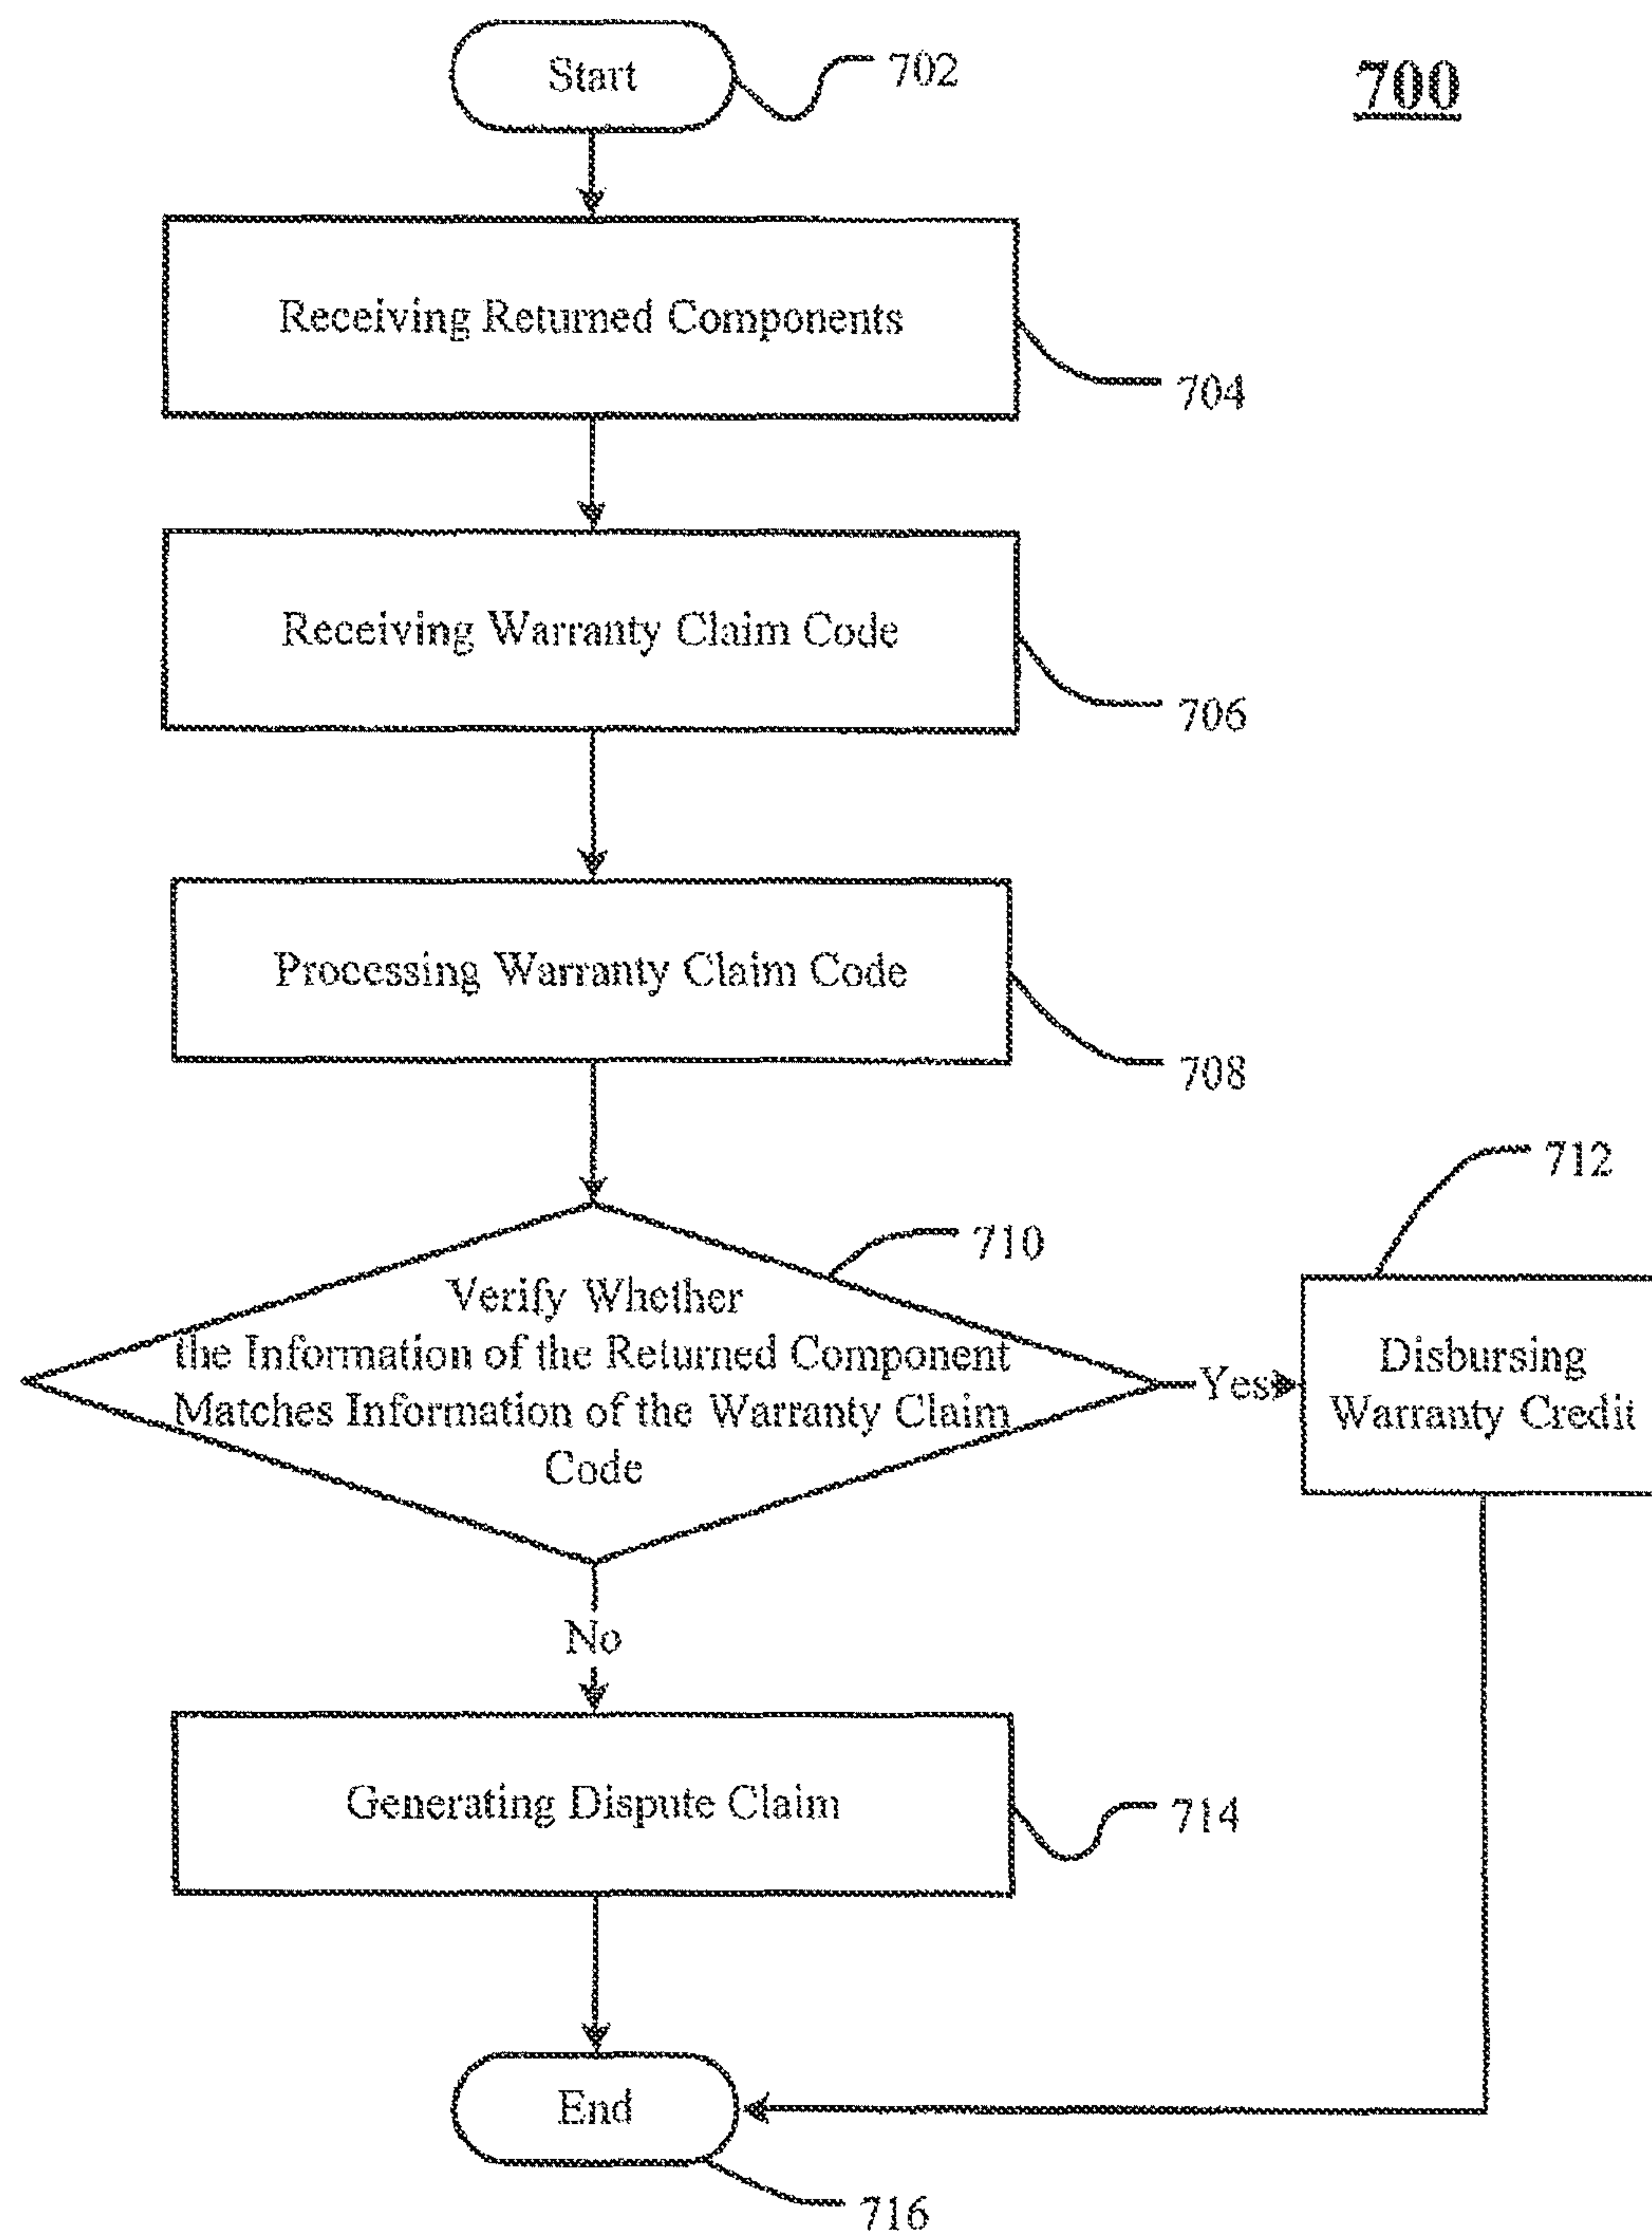 Start
702
700
Receiving Returned Components
704
Receiving Warranty Claim Code
706
Processing Warranty Claim Code
708
712
710
Verify Whether
the Information of the Returned Component
Matches Information of the Warranty Claim
Code
Yes
Disbursing
Warranty Credit
No
Generating Dispute Claim
714
End
716